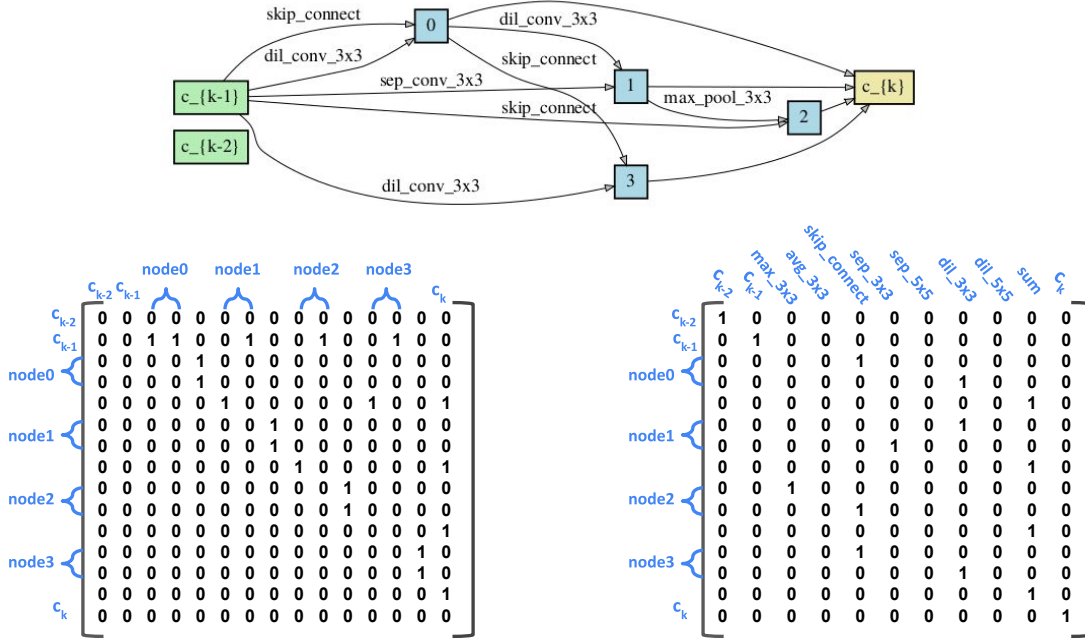 skip_connect
0
dil_conv_3x3
dil_conv_3x3
skip_connect
sep_conv_3x3
1
c_{k-1}
c_{k}
max_pool_3x3
skip_connect
2
c_{k-2}
dil_conv_3x3
3
node0 node1 node2 node3
c_k-2 c_k-1 c_k
c_k-2 0 0 0 0 0 0 0 0 0 0 0 0 0 0 0
c_k-1 0 0 1 1 0 0 1 0 0 1 0 0 1 0 0
0 0 0 0 1 0 0 0 0 0 0 0 0 0 0
node0
0 0 0 0 1 0 0 0 0 0 0 0 0 0 0
0 0 0 0 0 1 0 0 0 0 0 1 0 0 1
0 0 0 0 0 0 0 1 0 0 0 0 0 0 0
node1
0 0 0 0 0 0 0 1 0 0 0 0 0 0 0
0 0 0 0 0 0 0 0 1 0 0 0 0 0 1
0 0 0 0 0 0 0 0 0 0 1 0 0 0 0
node2
0 0 0 0 0 0 0 0 0 0 1 0 0 0 0
0 0 0 0 0 0 0 0 0 0 0 0 0 0 1
0 0 0 0 0 0 0 0 0 0 0 0 0 1 0
node3
0 0 0 0 0 0 0 0 0 0 0 0 0 1 0
0 0 0 0 0 0 0 0 0 0 0 0 0 0 1
c_k 0 0 0 0 0 0 0 0 0 0 0 0 0 0 0
c_k-2 c_k-1 max_3x3 avg_3x3 skip_connect sep_3x3 sep_5x5 dil_3x3 dil_5x5 sum c_k
c_k-2 1 0 0 0 0 0 0 0 0 0 0
c_k-1 0 1 0 0 0 0 0 0 0 0 0
0 0 0 0 1 0 0 0 0 0 0
node0
0 0 0 0 0 0 0 1 0 0 0
0 0 0 0 0 0 0 0 0 1 0
0 0 0 0 0 0 0 1 0 0 0
node1
0 0 0 0 0 1 0 0 0 0 0
0 0 0 0 0 0 0 0 0 1 0
0 0 1 0 0 0 0 0 0 0 0
node2
0 0 0 0 1 0 0 0 0 0 0
0 0 0 0 0 0 0 0 0 1 0
0 0 0 0 1 0 0 0 0 0 0
node3
0 0 0 0 0 0 0 1 0 0 0
0 0 0 0 0 0 0 0 0 1 0
c_k 0 0 0 0 0 0 0 0 0 0 1